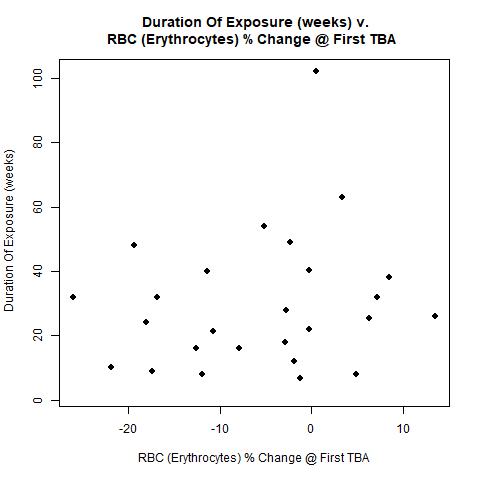 Duration Of Exposure (weeks) v.
RBC (Erythrocytes) % Change @ First TBA
Duration Of Exposure (weeks)
100
80
60
40
20
0
-20 -10 0 10
RBC (Erythrocytes) % Change @ First TBA